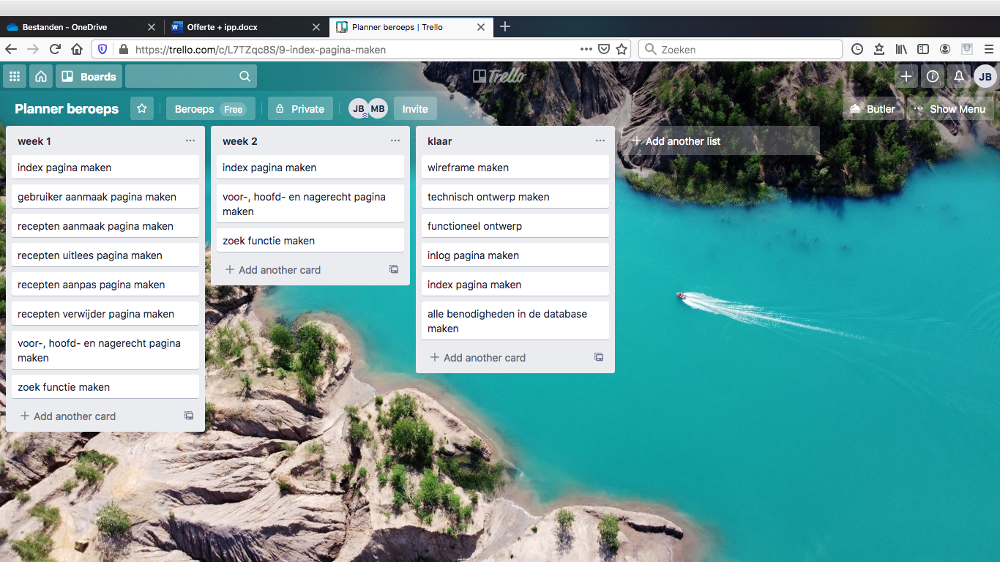 Bestanden - OneDrive
Offerte + ipp.docx
Planner beroeps | Trello
https://trello.com/c/L7TZqc8S/9-index-pagina-maken
Zoeken
Boards
Trello
JB
Planner beroeps
Beroeps Free
Private
JB MB
Invite
Butler
Show Menu
week 1
index pagina maken
gebruiker aanmaak pagina maken
recepten aanmaak pagina maken
recepten uitlees pagina maken
recepten aanpas pagina maken
recepten verwijder pagina maken
voor-, hoofd- en nagerecht pagina
maken
zoek functie maken
Add another card
week 2
index pagina maken
voor-, hoofd- en nagerecht pagina
maken
zoek functie maken
Add another card
klaar
wireframe maken
technisch ontwerp maken
functioneel ontwerp
inlog pagina maken
index pagina maken
alle benodigheden in de database
maken
Add another card
Add another list